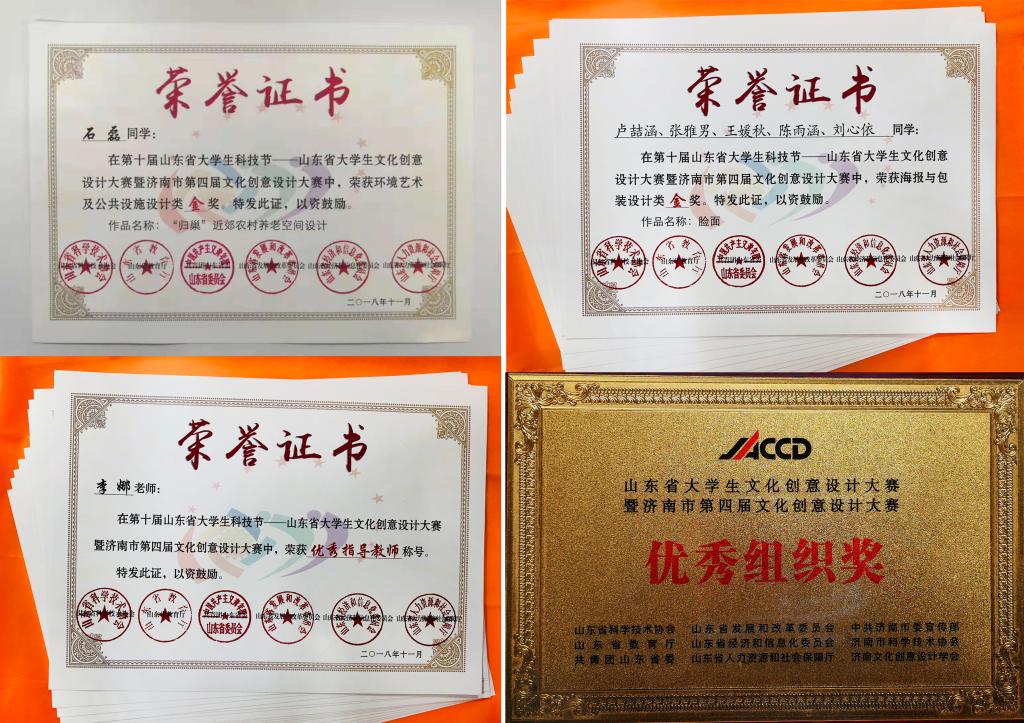 荣誉证书
石磊同学：
在第十届山东省大学生科技节——山东省大学生文化创意
设计大赛暨济南市第四届文化创意设计大赛中，荣获环境艺术
及公共设施设计类 金 奖。特发此证，以资鼓励。
作品名称：“归巢”近郊农村养老空间设计
二〇一八年十一月
荣誉证书
卢喆涵、张雅男、王媛秋、陈雨涵、刘心依 同学：
在第十届山东省大学生科技节——山东省大学生文化创意
设计大赛暨济南市第四届文化创意设计大赛中，荣获海报与包
装设计类 金 奖。特发此证，以资鼓励。
作品名称：脸面
二〇一八年十一月
荣誉证书
李娜老师：
在第十届山东省大学生科技节——山东省大学生文化创意设计大赛
暨济南市第四届文化创意设计大赛中，荣获 优秀指导教师 称号。
特发此证，以资鼓励。
二〇一八年十一月
ACCD
山东省大学生文化创意设计大赛
暨济南市第四届文化创意设计大赛
优秀组织奖
山东省科学技术协会 山东省发展和改革委员会 中共济南市委宣传部
山东省教育厅 山东省经济和信息化委员会 济南市科学技术协会
共青团山东省委 山东省人力资源和社会保障厅 济南文化创意设计学会